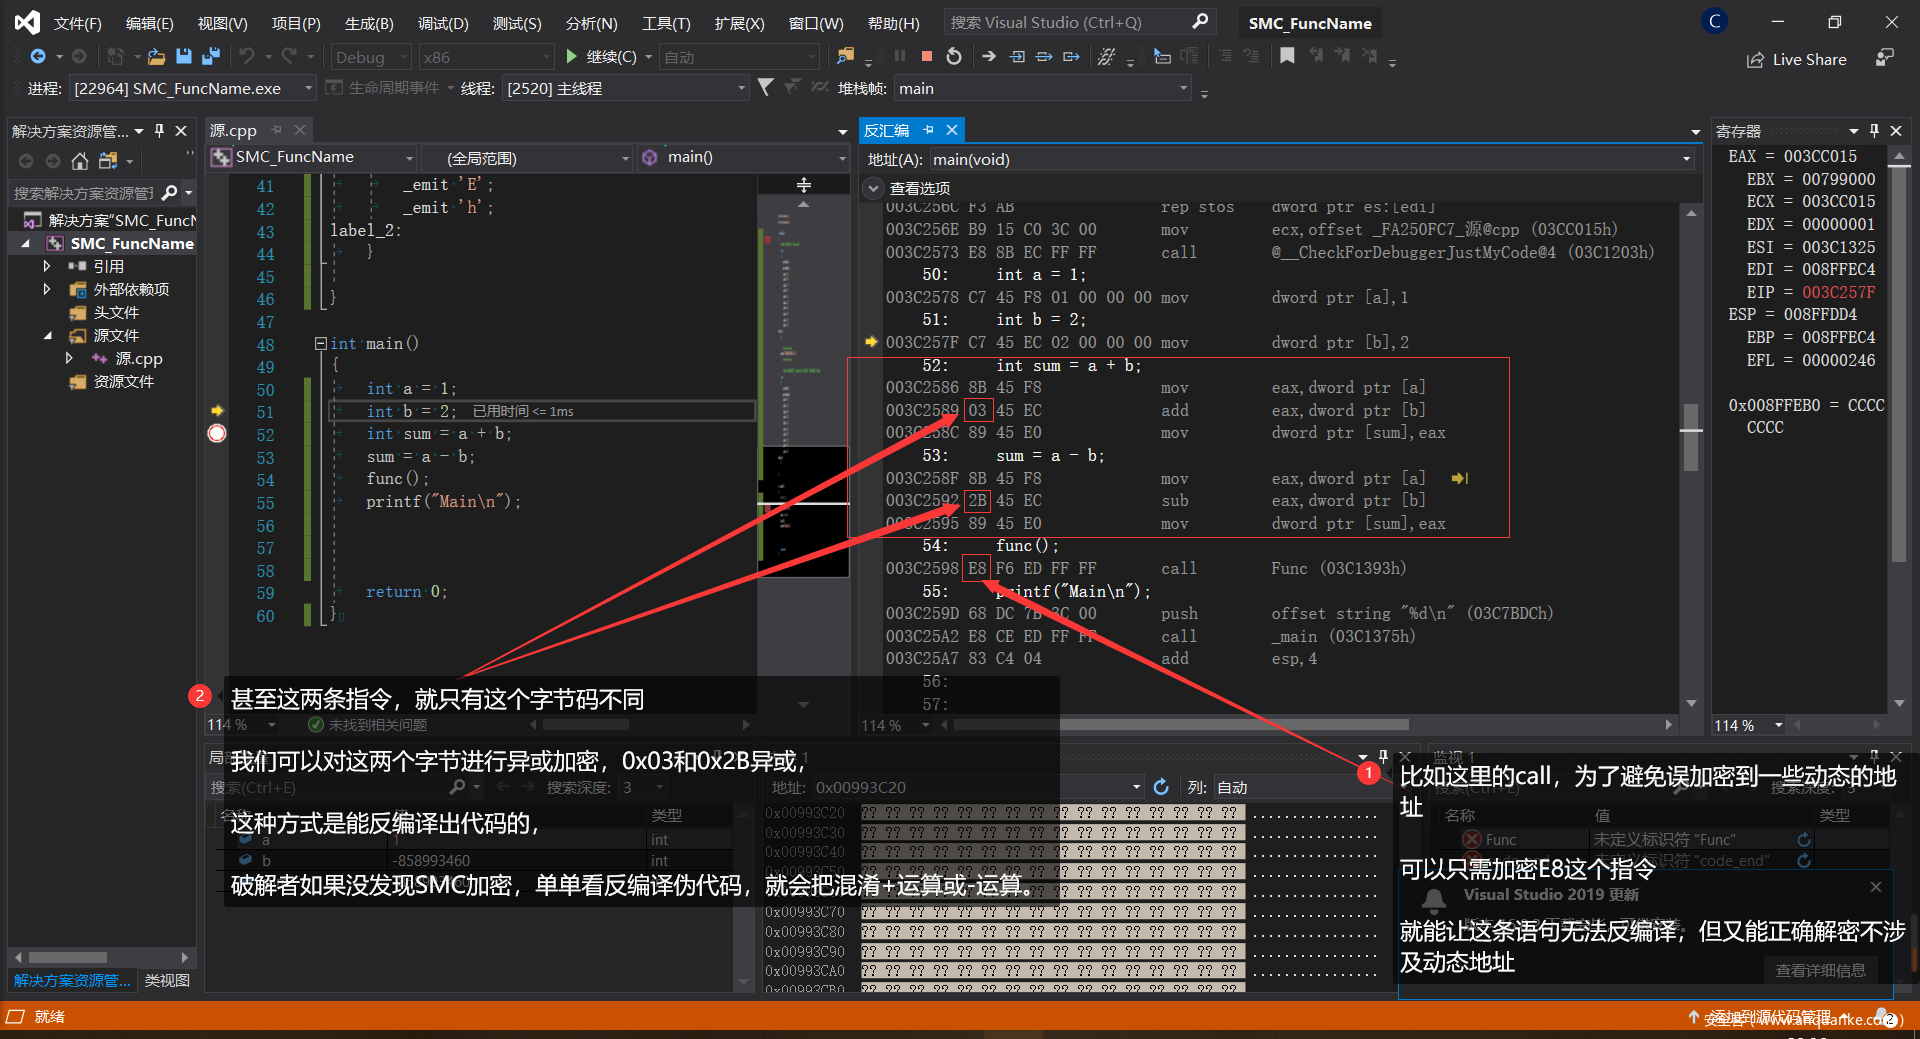 文件(F) 编辑(E) 视图(V) 项目(P) 生成(B) 调试(D) 测试(S) 分析(N) 工具(T) 扩展(X) 窗口(W) 帮助(H) 搜索 Visual Studio (Ctrl+Q) SMC_FuncName C
Debug x86 继续(C) 自动 Live Share
进程: [22964] SMC_FuncName.exe 生命周期事件 线程: [2520] 主线程 堆栈帧: main
解决方案资源管...
搜索解决方案资源管理
解决方案"SMC_FuncN
SMC_FuncName
引用
外部依赖项
头文件
源文件
源.cpp
资源文件
解决方案资源管... 类视图
源.cpp
SMC_FuncName (全局范围) main()
41 _emit 'E';
42 _emit 'h';
43 label_2:
44 }
45
46 }
47
48 int main()
49 {
50 int a = 1;
51 int b = 2; 已用时间 <= 1ms
52 int sum = a + b;
53 sum = a - b;
54 func();
55 printf("Main\n");
56
57
58
59 return 0;
60 }
114 % 未找到相关问题
反汇编
地址(A): main(void)
查看选项
003C256C F3 AB rep stos dword ptr es:[edi]
003C256E B9 15 C0 3C 00 mov ecx,offset _FA250FC7_源@cpp (03CC015h)
003C2573 E8 8B EC FF FF call @__CheckForDebuggerJustMyCode@4 (03C1203h)
50: int a = 1;
003C2578 C7 45 F8 01 00 00 00 mov dword ptr [a],1
51: int b = 2;
003C257F C7 45 EC 02 00 00 00 mov dword ptr [b],2
52: int sum = a + b;
003C2586 8B 45 F8 mov eax,dword ptr [a]
003C2589 03 45 EC add eax,dword ptr [b]
003C258C 89 45 E0 mov dword ptr [sum],eax
53: sum = a - b;
003C258F 8B 45 F8 mov eax,dword ptr [a]
003C2592 2B 45 EC sub eax,dword ptr [b]
003C2595 89 45 E0 mov dword ptr [sum],eax
54: func();
003C2598 E8 F6 ED FF FF call Func (03C1393h)
55: printf("Main\n");
003C259D 68 DC 7B 3C 00 push offset string "%d\n" (03C7BDCh)
003C25A2 E8 CE ED FF FF call _main (03C1375h)
003C25A7 83 C4 04 add esp,4
56:
57:
114 %
寄存器
EAX = 003CC015
EBX = 00799000
ECX = 003CC015
EDX = 00000001
ESI = 003C1325
EDI = 008FFEC4
EIP = 003C257F
ESP = 008FFDD4
EBP = 008FFEC4
EFL = 00000246
0x008FFEB0 = CCCC
CCCC
114 %
2
甚至这两条指令，就只有这个字节码不同
我们可以对这两个字节进行异或加密，0x03和0x2B异或，
这种方式是能反编译出代码的，
破解者如果没发现SMC加密，单单看反编译伪代码，就会把混淆+运算或-运算。
搜索(Ctrl+E) 搜索深度: 3
类型
a 1 int
b -858993460 int
地址: 0x00993C20 列: 自动
0x00993C20 ?? ?? ?? ?? ?? ?? ?? ?? ?? ?? ?? ?? ?? ?? ?? ?? ................
0x00993C30 ?? ?? ?? ?? ?? ?? ?? ?? ?? ?? ?? ?? ?? ?? ?? ?? ................
0x00993C40 ?? ?? ?? ?? ?? ?? ?? ?? ?? ?? ?? ?? ?? ?? ?? ?? ................
0x00993C70 ?? ?? ?? ?? ?? ?? ?? ?? ?? ?? ?? ?? ?? ?? ?? ?? ................
0x00993C80 ?? ?? ?? ?? ?? ?? ?? ?? ?? ?? ?? ?? ?? ?? ?? ?? ................
0x00993C90 ?? ?? ?? ?? ?? ?? ?? ?? ?? ?? ?? ?? ?? ?? ?? ?? ................
0x00993CA0 ?? ?? ?? ?? ?? ?? ?? ?? ?? ?? ?? ?? ?? ?? ?? ?? ................
0x00993CB0 ?? ?? ?? ?? ?? ?? ?? ?? ?? ?? ?? ?? ?? ?? ?? ?? ................
监视 1
1
比如这里的call，为了避免误加密到一些动态的地
址
可以只需加密E8这个指令
就能让这条语句无法反编译，但又能正确解密不涉
及动态地址
名称 值 类型
Func 未定义标识符 "Func"
未定义标识符 "code_end"
Visual Studio 2019 更新
查看详细信息
就绪
添加到源代码管理 2